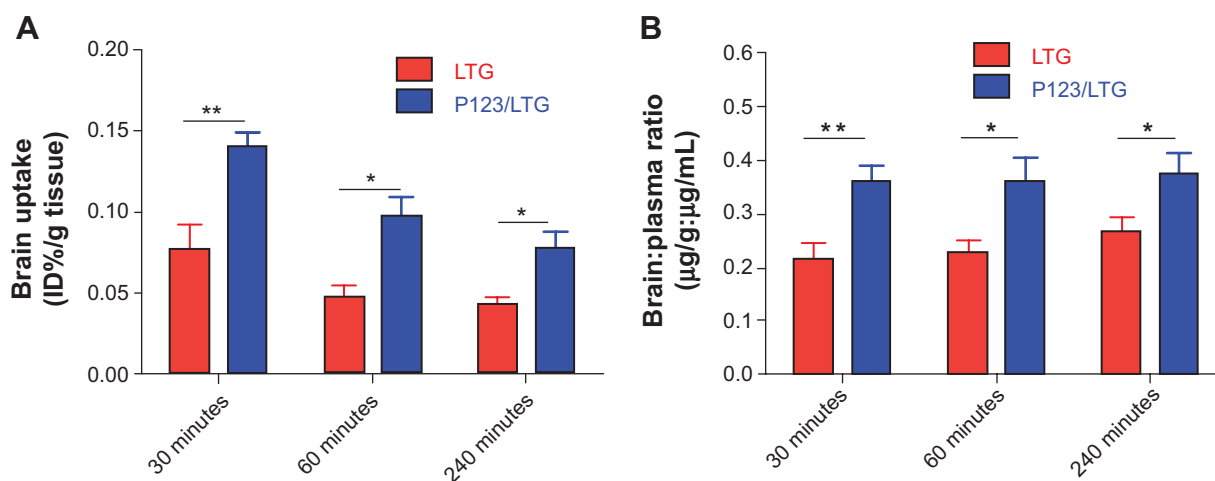 A
Brain uptake
(ID%/g tissue)
0.20
0.15
0.10
0.05
0.00
LTG
P123/LTG
**
*
*
30 minutes
60 minutes
240 minutes
B
Brain:plasma ratio
(μg/g:μg/mL)
0.6
0.5
0.4
0.3
0.2
0.1
0.0
LTG
P123/LTG
**
*
*
30 minutes
60 minutes
240 minutes